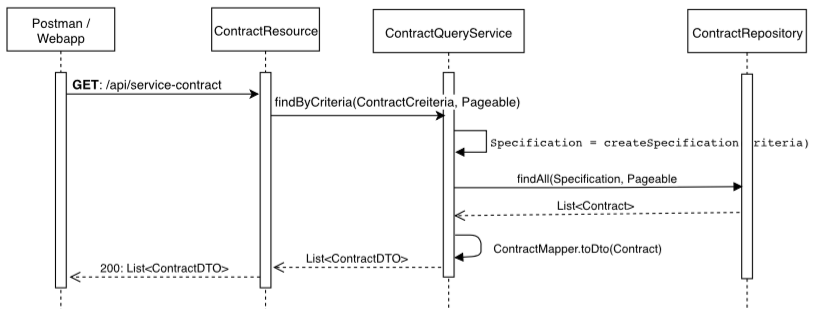 Postman /
Webapp
ContractResource
ContractQueryService
ContractRepository
GET: /api/service-contract
findByCriteria(ContractCreiteria, Pageable)
Specification = createSpecification riteria)
findAll(Specification, Pageable
List<Contract>
ContractMapper.toDto(Contract)
List<ContractDTO>
200: List<ContractDTO>